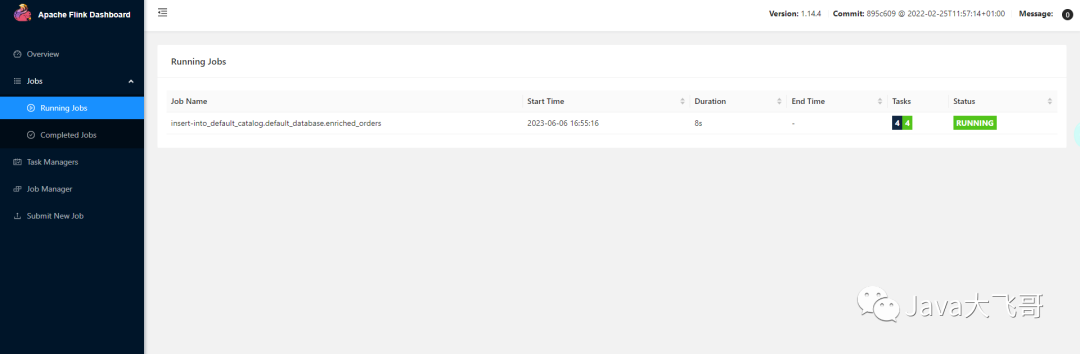 Apache Flink Dashboard
Version: 1.14.4 Commit: 895c609 @ 2022-02-25T11:57:14+01:00 Message: 0
Overview
Jobs
Running Jobs
Completed Jobs
Task Managers
Job Manager
Submit New Job
Running Jobs
Job Name Start Time Duration End Time Tasks Status
insert-into_default_catalog.default_database.enriched_orders 2023-06-06 16:55:16 8s - 4 4 RUNNING
Java大飞哥